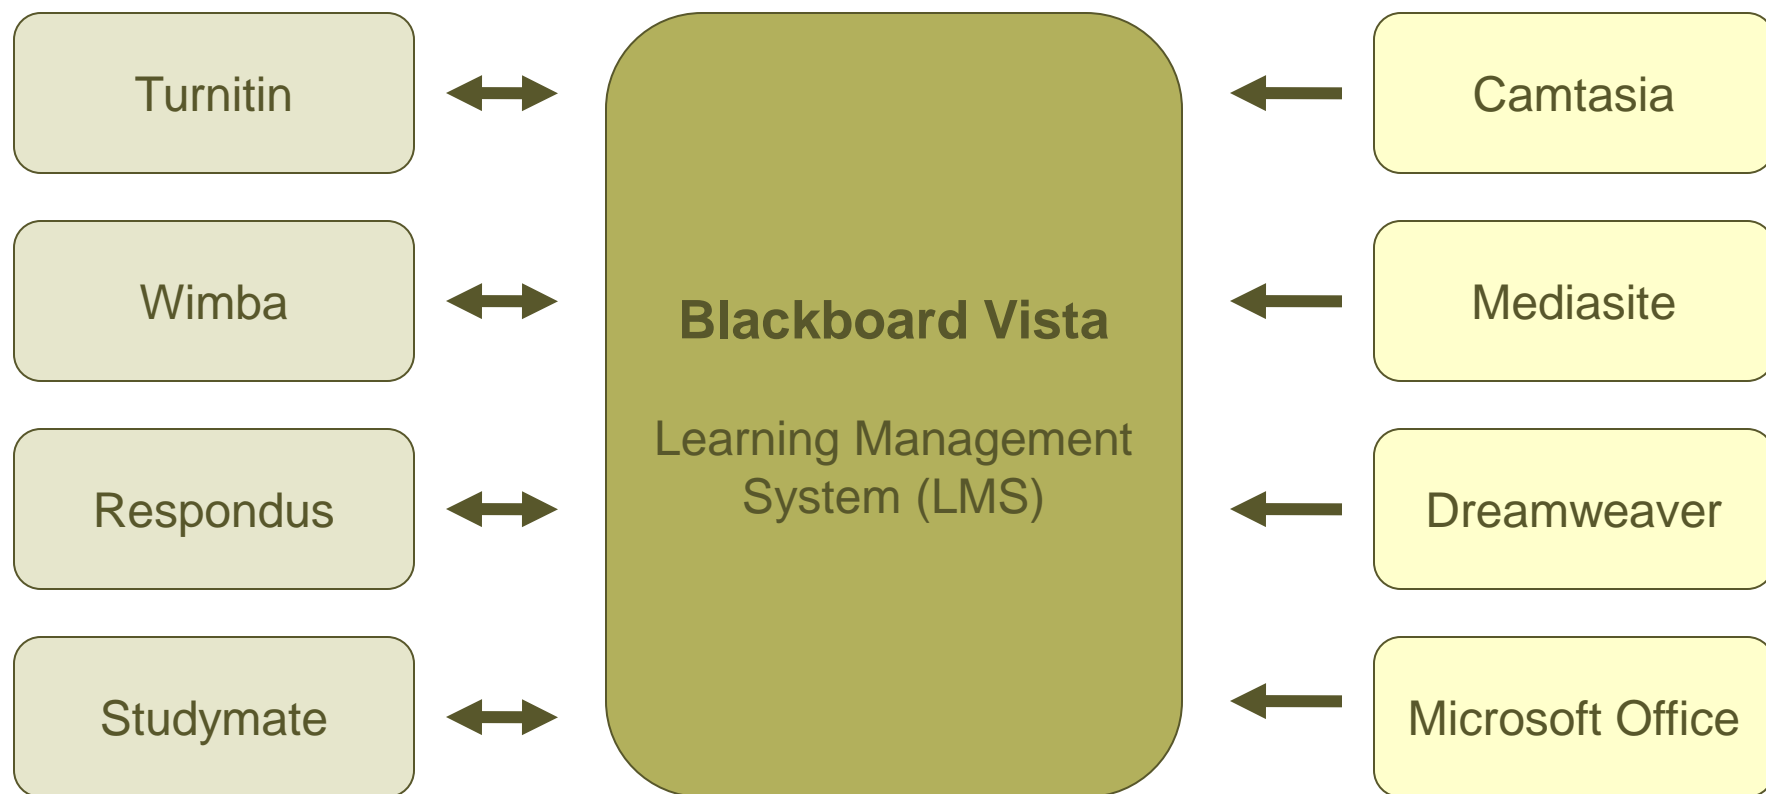 Turnitin
Wimba
Respondus
Studymate
Blackboard Vista
Learning Management
System (LMS)
Camtasia
Mediasite
Dreamweaver
Microsoft Office